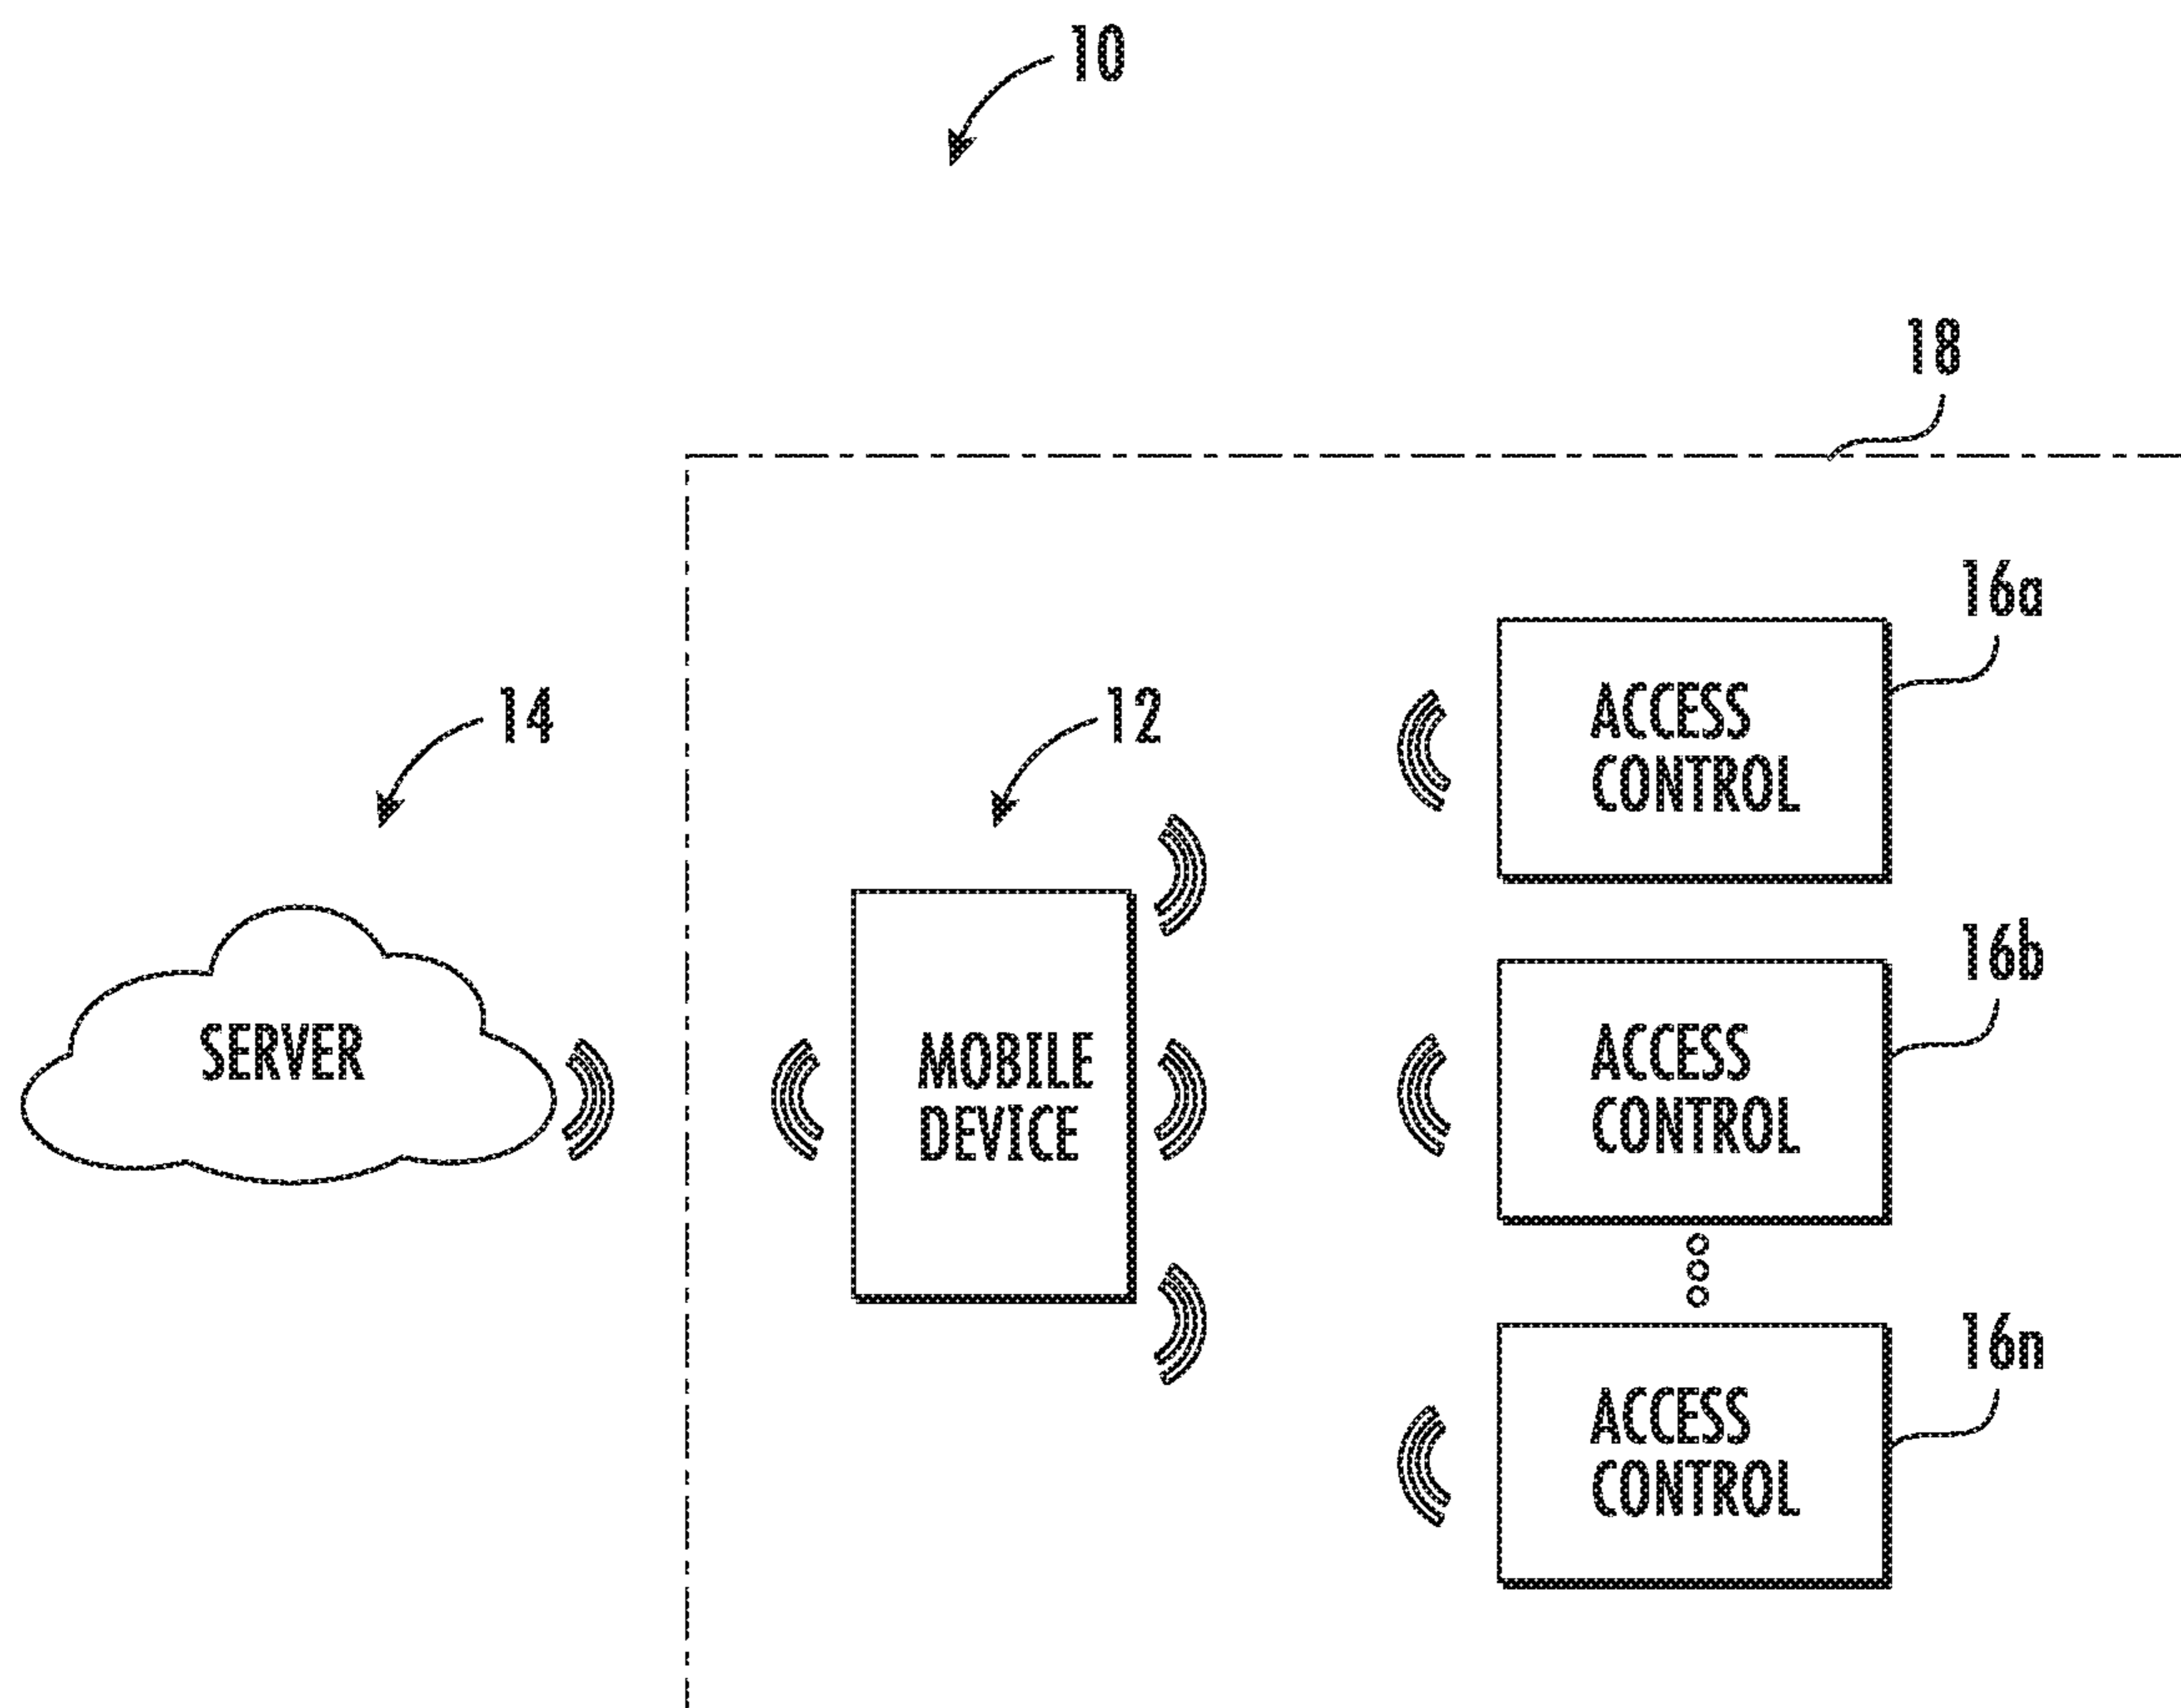 10
18
16a
ACCESS
CONTROL
14
12
16b
SERVER
MOBILE
DEVICE
ACCESS
CONTROL
16n
ACCESS
CONTROL